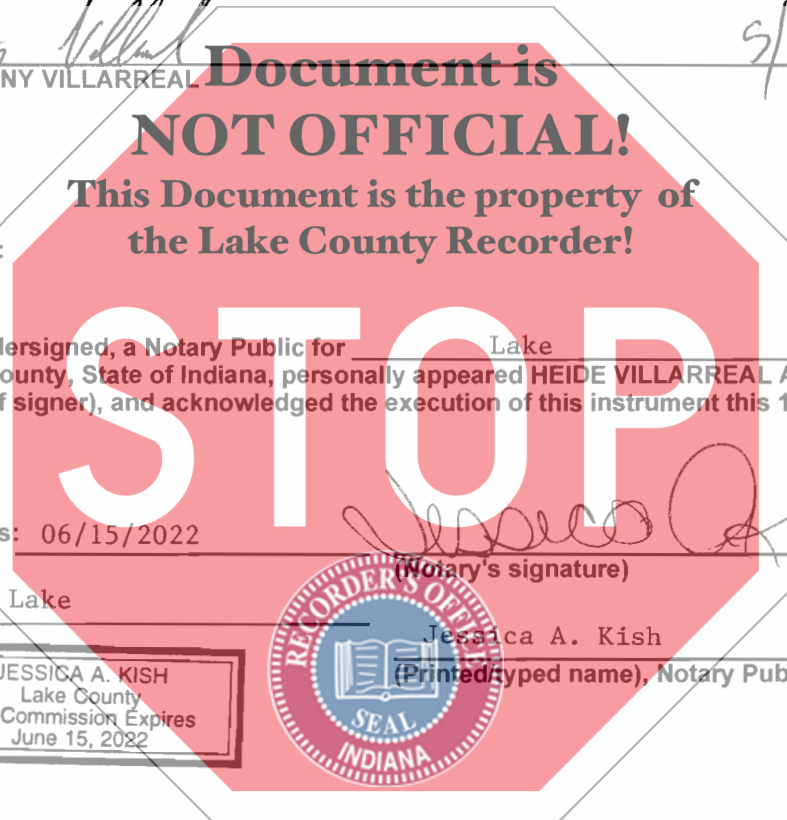 NY VILLARREAL
Document is
NOT OFFICIAL!
This Document is the property of
the Lake County Recorder!
STOP
ersigned, a Notary Public for Lake
ounty, State of Indiana, personally appeared HEIDE VILLARREAL A
signer), and acknowledged the execution of this instrument this 1
s: 06/15/2022
(Notary's signature)
Lake
Jessica A. Kish
(Printed/typed name), Notary Pub
JESSICA A. KISH
Lake County
Commission Expires
June 15, 2022
RECORDER'S OFFICE
SEAL
INDIANA